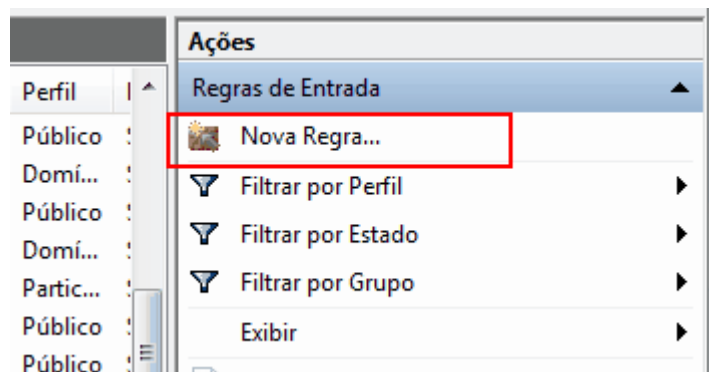 Ações
Perfil
Regras de Entrada
Público
Nova Regra...
Domí...
Filtrar por Perfil
Público
Domí...
Filtrar por Estado
Partic...
Filtrar por Grupo
Público
Exibir
Público